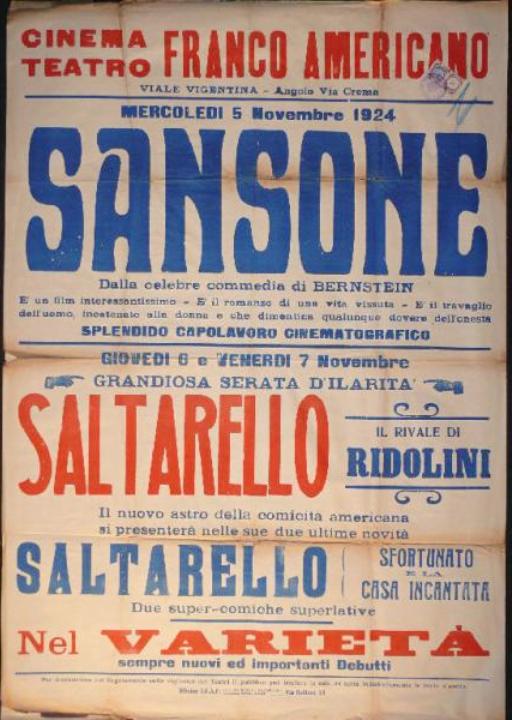 CINEMA
TEATRO FRANCO AMERICANO
VIALE VIGENTINA - Angolo Via Crema
MERCOLEDI 5 Novembre 1924
SANSONE
Dalla celebre commedia di BERNSTEIN
E' un film interessantissimo - E' il romanzo di una vita vissuta - E' il travaglio
dell'uomo, incatenato alla donna e che dimentica qualunque dovere dell'onestà
SPLENDIDO CAPOLAVORO CINEMATOGRAFICO
GIOVEDI 6 e VENERDI 7 Novembre
GRANDIOSA SERATA D'ILARITA'
SALTARELLO
IL RIVALE DI
RIDOLINI
Il nuovo astro della comicità americana
si presenterà nelle sue due ultime novità
SALTARELLO
SFORTUNATO
E LA
CASA INCANTATA
Due super-comiche superlative
Nel VARIETÀ
sempre nuovi ed importanti Debutti